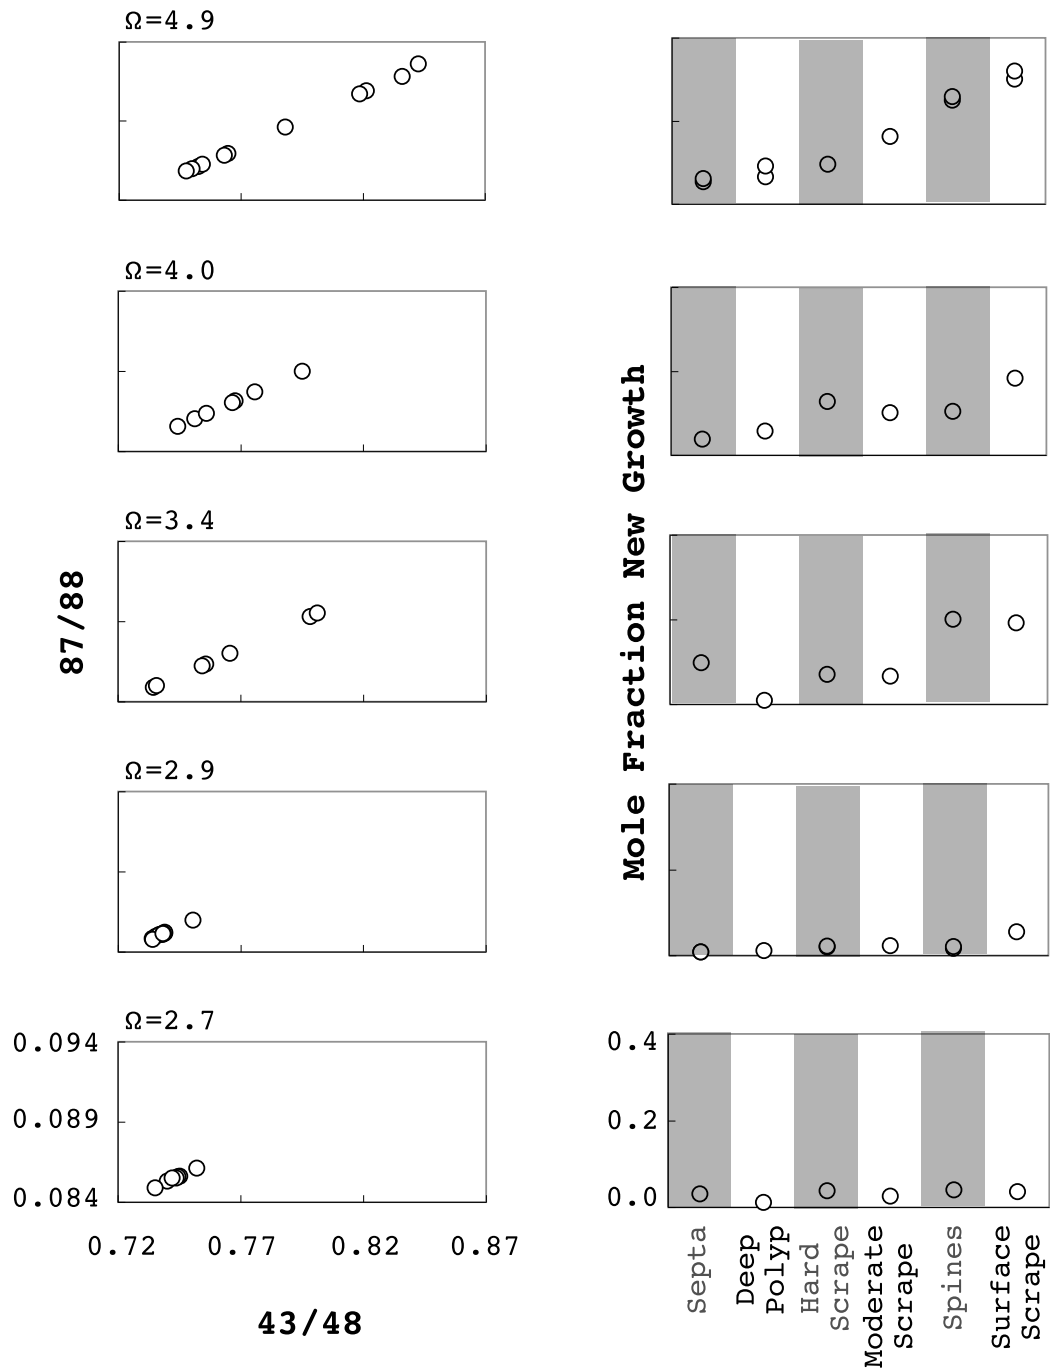 Ω=4.9
Ω=4.0
Ω=3.4
Ω=2.9
Ω=2.7
87/88
0.094
0.089
0.084
0.72 0.77 0.82 0.87
43/48
Mole Fraction New Growth
0.4
0.2
0.0
Septa
Deep
Polyp
Hard
Scrape
Moderate
Scrape
Spines
Surface
Scrape